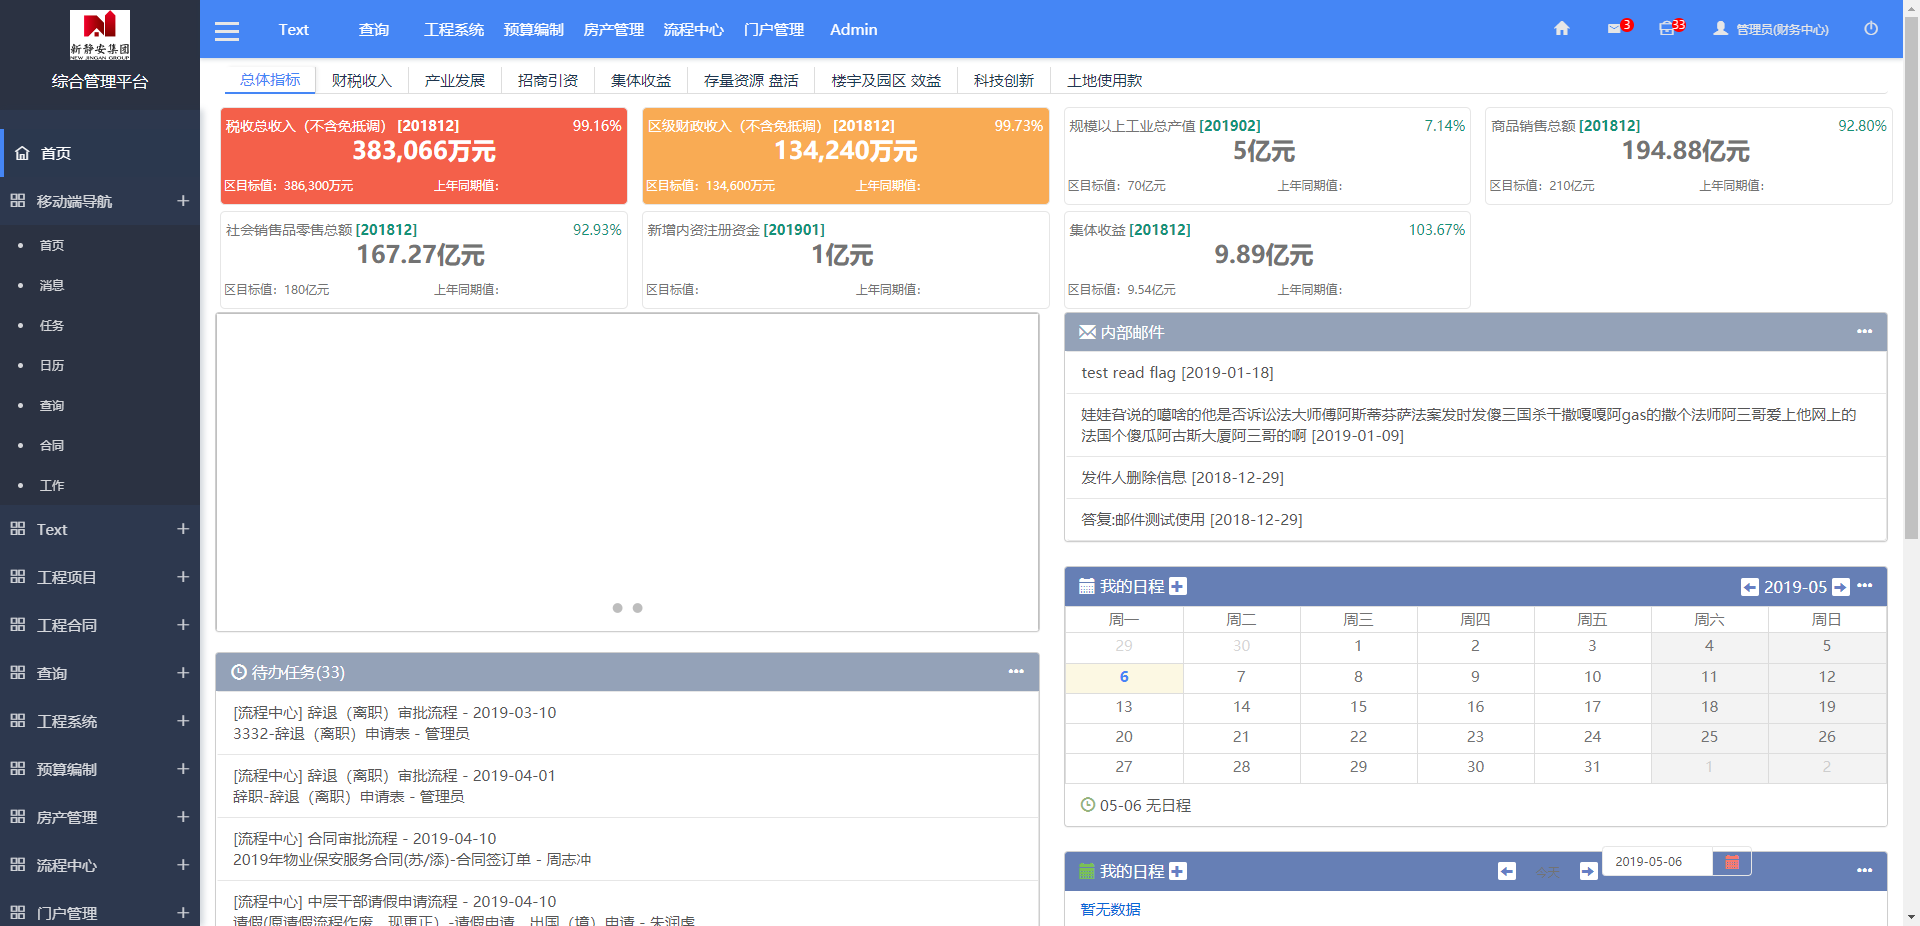 新静安集团
NEW JINGAN GROUP
综合管理平台
首页
移动端导航
首页
消息
任务
日历
查询
合同
工作
Text
工程项目
工程合同
查询
工程系统
预算编制
房产管理
流程中心
门户管理
Text 查询 工程系统 预算编制 房产管理 流程中心 门户管理 Admin
3 33 管理员(财务中心)
总体指标 财税收入 产业发展 招商引资 集体收益 存量资源 盘活 楼宇及园区 效益 科技创新 土地使用款
税收总收入（不含免抵调） [201812] 99.16%
383,066万元
区目标值：386,300万元 上年同期值：
区级财政收入（不含免抵调） [201812] 99.73%
134,240万元
区目标值：134,600万元 上年同期值：
规模以上工业总产值 [201902] 7.14%
5亿元
区目标值：70亿元 上年同期值：
商品销售总额 [201812] 92.80%
194.88亿元
区目标值：210亿元 上年同期值：
社会销售品零售总额 [201812] 92.93%
167.27亿元
区目标值：180亿元 上年同期值：
新增内资注册资金 [201901]
1亿元
区目标值： 上年同期值：
集体收益 [201812] 103.67%
9.89亿元
区目标值：9.54亿元 上年同期值：
待办任务(33)
[流程中心] 辞退（离职）审批流程 - 2019-03-10
3332-辞退（离职）申请表 - 管理员
[流程中心] 辞退（离职）审批流程 - 2019-04-01
辞职-辞退（离职）申请表 - 管理员
[流程中心] 合同审批流程 - 2019-04-10
2019年物业保安服务合同(苏/添)-合同签订单 - 周志冲
[流程中心] 中层干部请假申请流程 - 2019-04-10
请假(原请假流程作废，现更正）-请假申请，出国（境）申请 - 朱润虎
内部邮件
test read flag [2019-01-18]
娃娃旮说的噶啥的他是否诉讼法大师傅阿斯蒂芬萨法案发时发傻三国杀干撒嘎嘎阿gas的撒个法师阿三哥爱上他网上的
法国个傻瓜阿古斯大厦阿三哥的啊 [2019-01-09]
发件人删除信息 [2018-12-29]
答复:邮件测试使用 [2018-12-29]
我的日程 2019-05
周一 周二 周三 周四 周五 周六 周日
29 30 1 2 3 4 5
6 7 8 9 10 11 12
13 14 15 16 17 18 19
20 21 22 23 24 25 26
27 28 29 30 31 1 2
05-06 无日程
我的日程 今天 2019-05-06
暂无数据